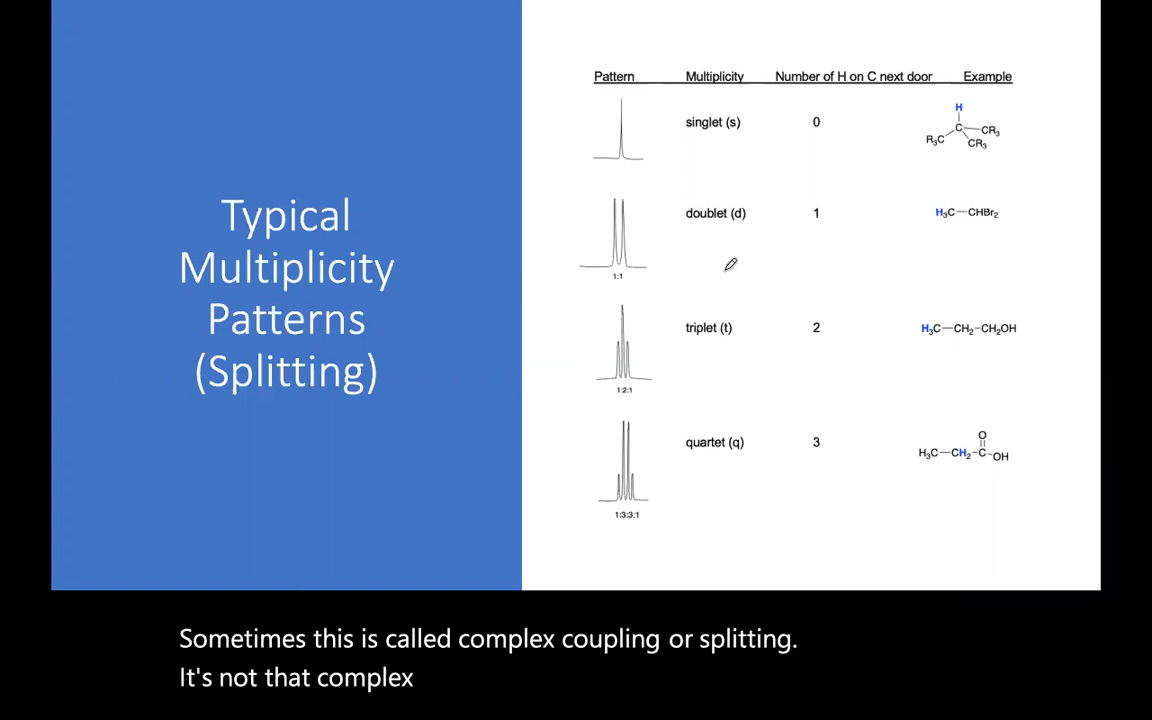 Typical
Multiplicity
Patterns
(Splitting)
Pattern Multiplicity Number of H on C next door Example
singlet (s) 0
H
C
R₃C
CR₃
CR₃
doublet (d) 1 H₃C—CHBr₂
1:1
triplet (t) 2 H₃C—CH₂-CH₂OH
1:2:1
quartet (q) 3
O
H₃C—CH₂-C-OH
1:3:3:1
Sometimes this is called complex coupling or splitting.
It's not that complex